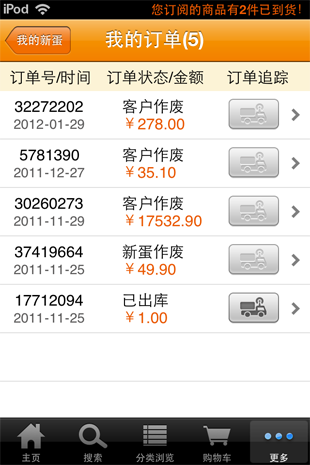 iPod 您订阅的商品有2件已到货!
我的新蛋 我的订单(5)
订单号/时间 订单状态/金额 订单追踪
32272202 客户作废
2012-01-29 ￥278.00
5781390 客户作废
2011-12-27 ￥35.10
30260273 客户作废
2011-11-29 ￥17532.90
37419664 新蛋作废
2011-11-25 ￥49.90
17712094 已出库
2011-11-25 ￥1.00
主页 搜索 分类浏览 购物车 更多